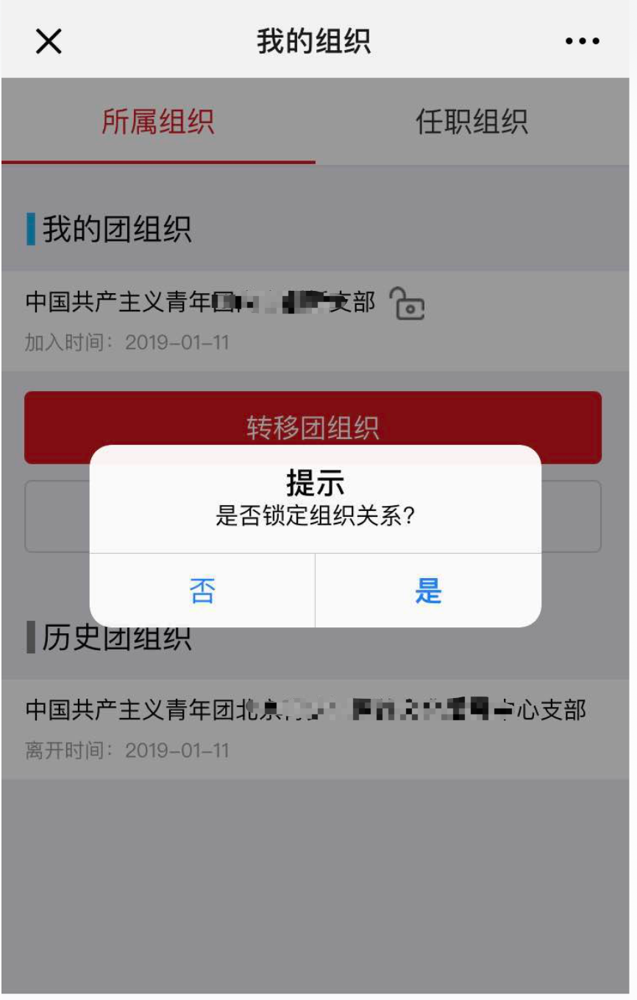 我的组织
所属组织 任职组织
我的团组织
中国共产主义青年团 支部
加入时间：2019-01-11
转移团组织
提示
是否锁定组织关系？
否 是
历史团组织
中国共产主义青年团北京 中心支部
离开时间：2019-01-11